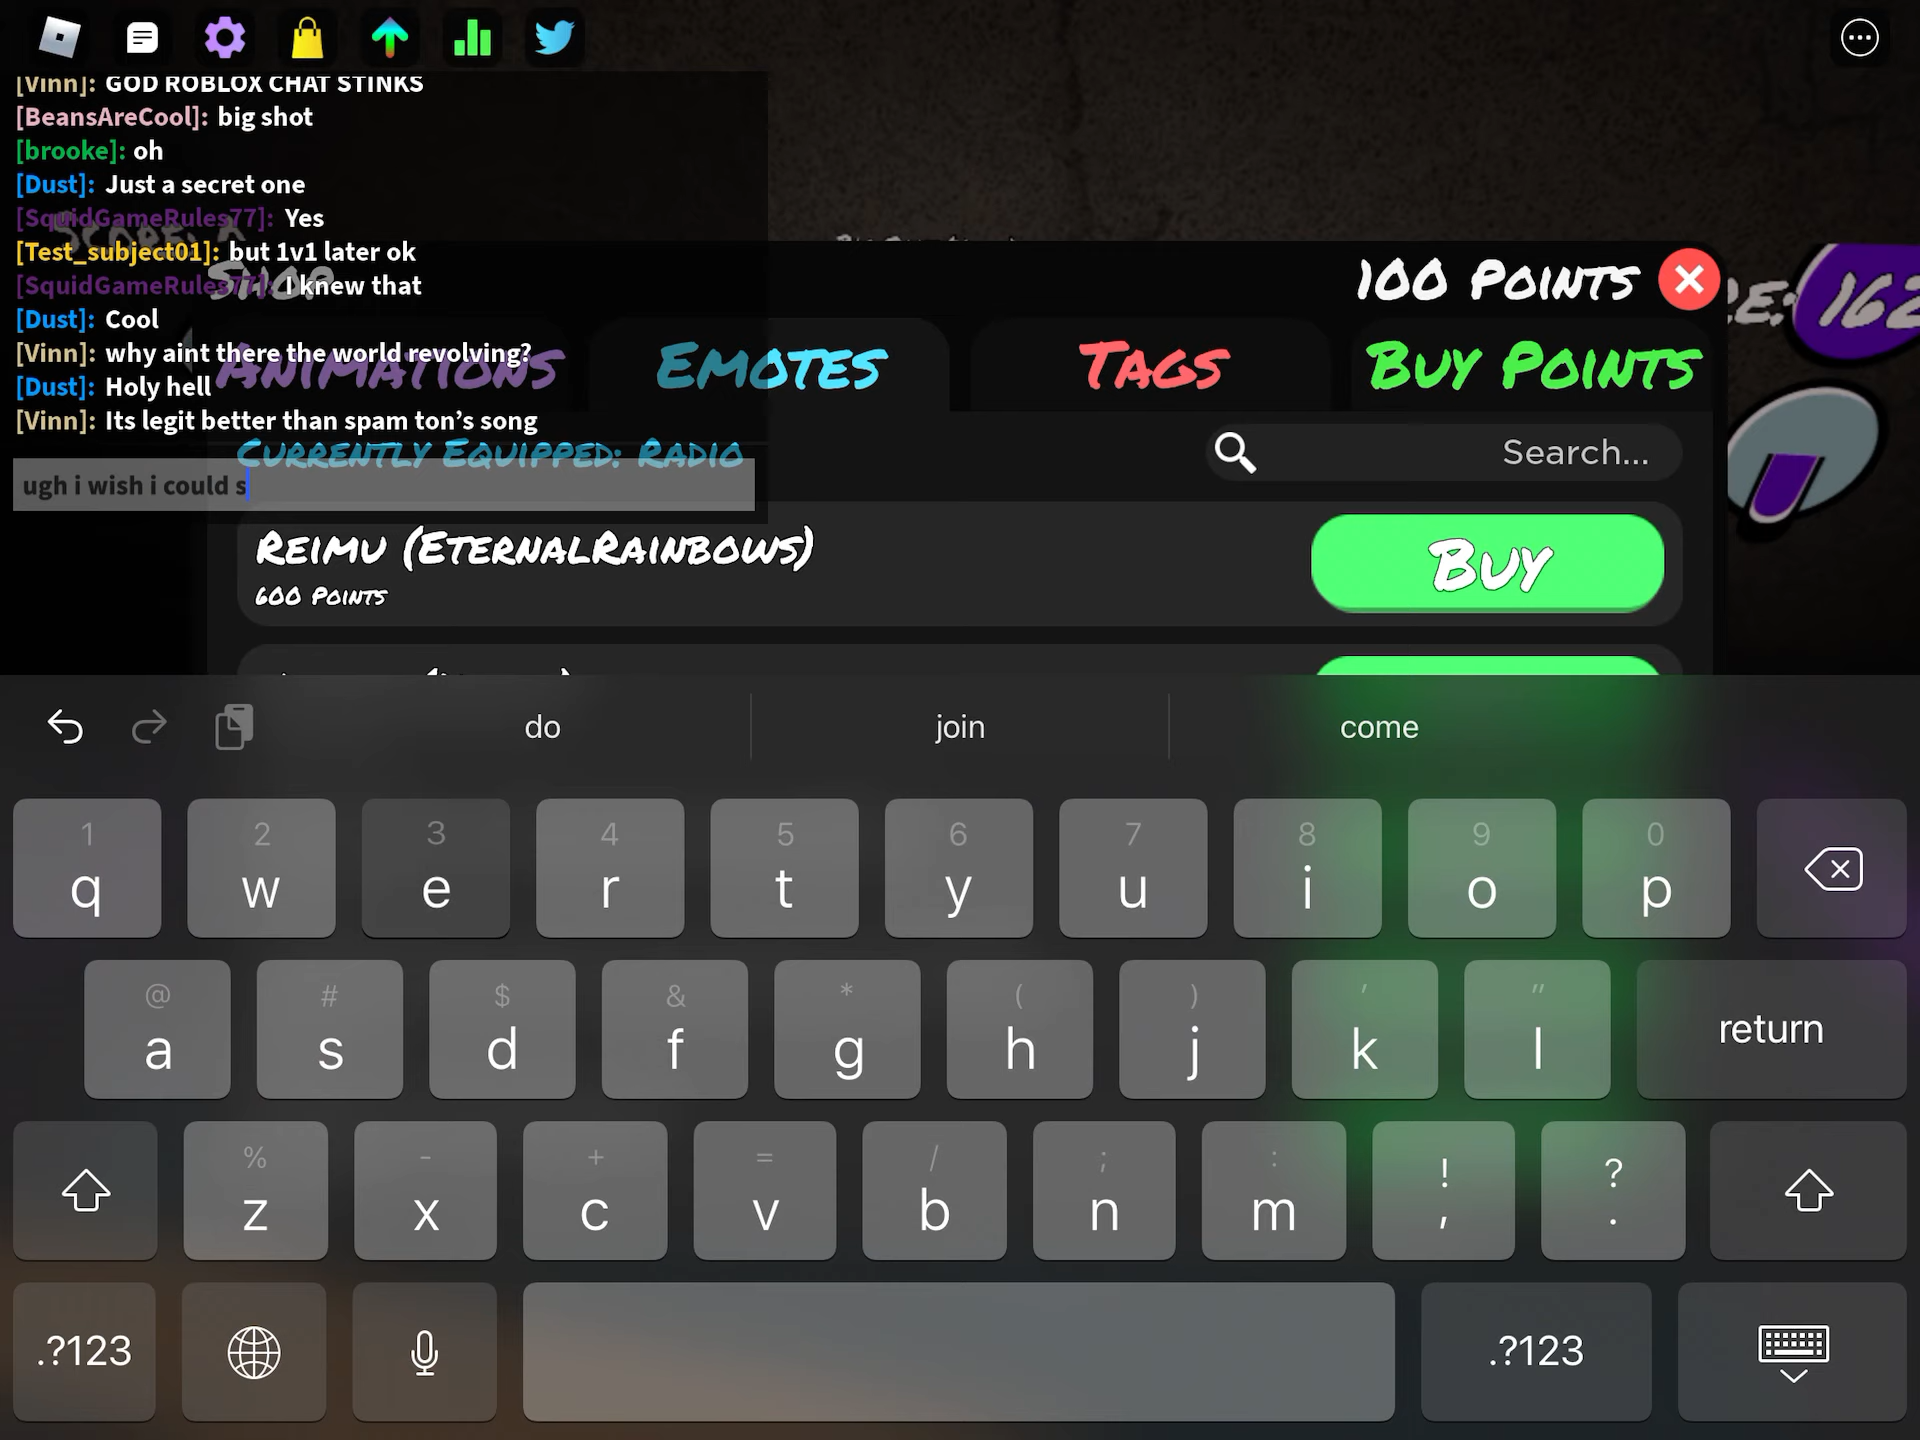 [Vinn]: GOD ROBLOX CHAT STINKS
[BeansAreCool]: big shot
[brooke]: oh
[Dust]: Just a secret one
[SquidGameRules77]: Yes
[Test_subject01]: but 1v1 later ok
[SquidGameRules77]: I knew that
[Dust]: Cool
[Vinn]: why aint there the world revolving?
[Dust]: Holy hell
[Vinn]: Its legit better than spam ton’s song
ugh i wish i could s
Shop
100 Points
RE: 162
Animations
Emotes
Tags
Buy Points
Currently Equipped: Radio
Search...
Reimu (EternalRainbows)
600 Points
Buy
do join come
1 2 3 4 5 6 7 8 9 0
q w e r t y u i o p
@ # $ & * ( ) ' "
a s d f g h j k l return
% - + = / ; : ! ?
z x c v b n m , .
.?123 .?123